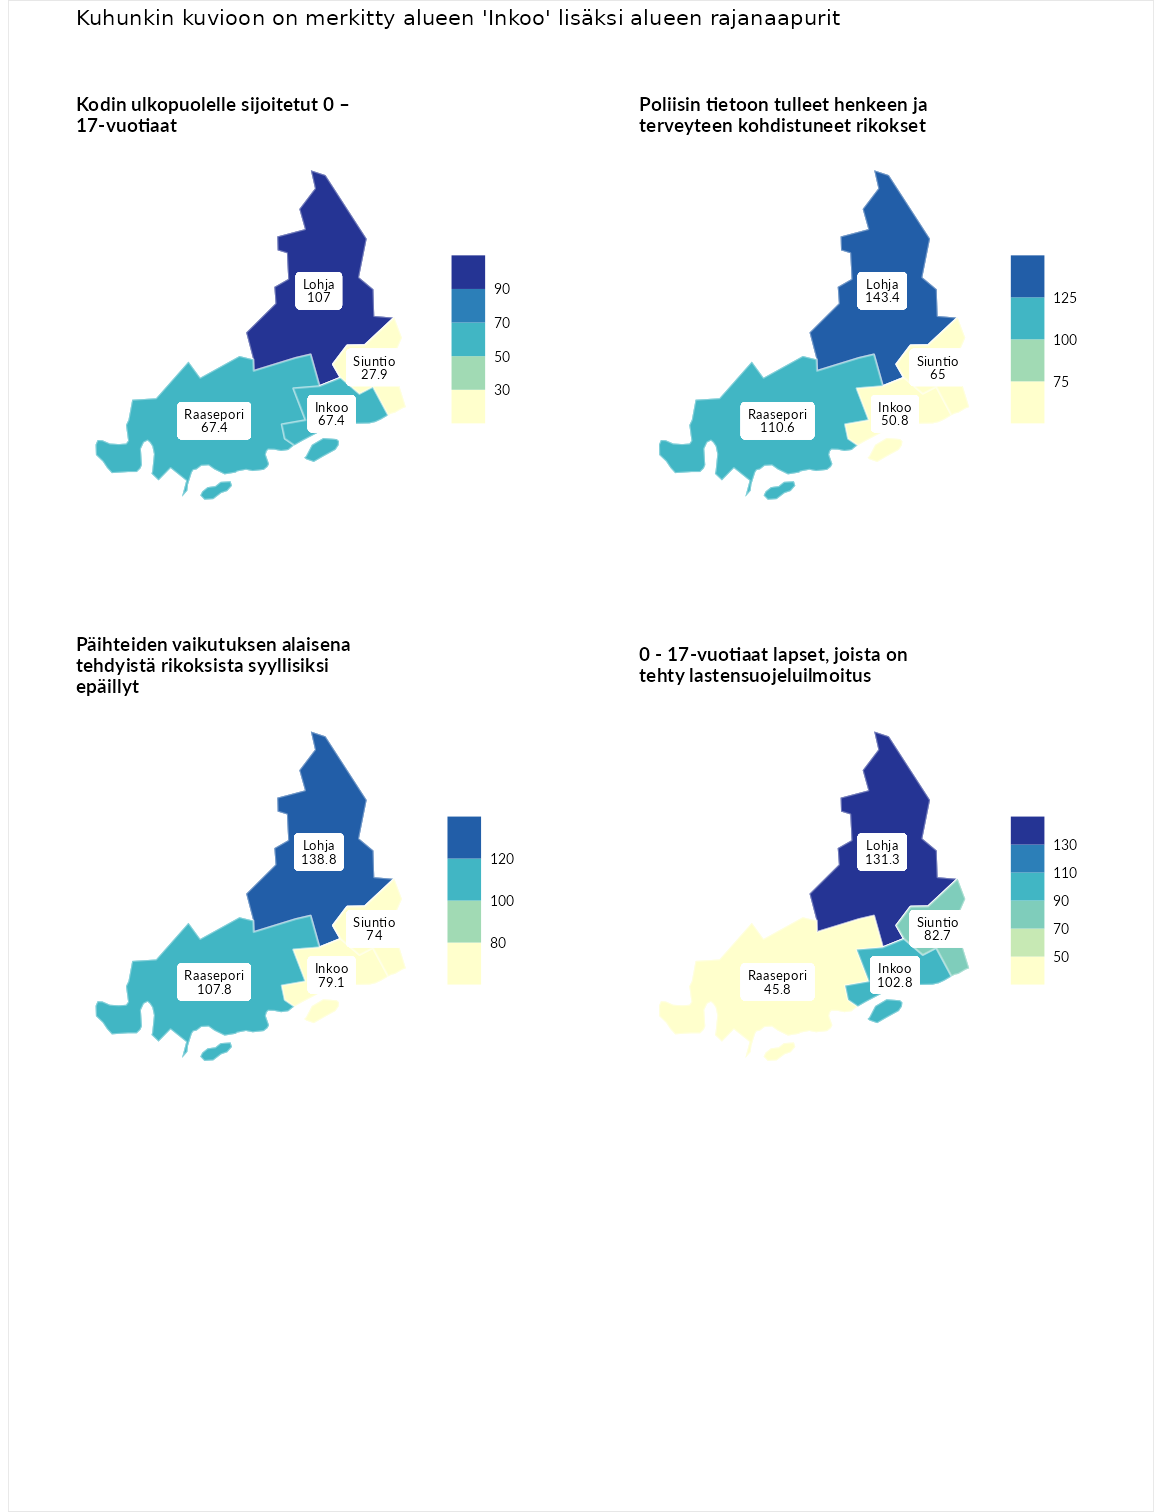 Kuhunkin kuvioon on merkitty alueen 'Inkoo' lisäksi alueen rajanaapurit
Kodin ulkopuolelle sijoitetut 0 –
17-vuotiaat
Lohja
107
Siuntio
27.9
Raasepori
67.4
Inkoo
67.4
90
70
50
30
Poliisin tietoon tulleet henkeen ja
terveyteen kohdistuneet rikokset
Lohja
143.4
Siuntio
65
Raasepori
110.6
Inkoo
50.8
125
100
75
Päihteiden vaikutuksen alaisena
tehdyistä rikoksista syyllisiksi
epäillyt
Lohja
138.8
Siuntio
74
Raasepori
107.8
Inkoo
79.1
120
100
80
0 - 17-vuotiaat lapset, joista on
tehty lastensuojeluilmoitus
Lohja
131.3
Siuntio
82.7
Raasepori
45.8
Inkoo
102.8
130
110
90
70
50